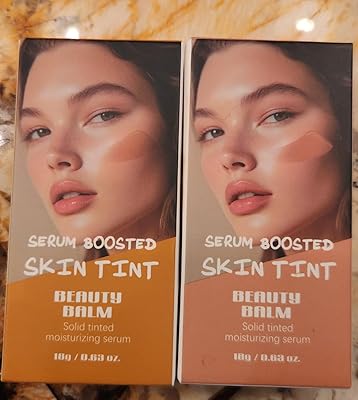 SERUM BOOSTED
SKIN TINT
BEAUTY
BALM
Solid tinted
moisturizing serum
18g / 0.63 oz.
SERUM BOOSTED
SKIN TINT
BEAUTY
BALM
Solid tinted
moisturizing serum
18g / 0.63 oz.